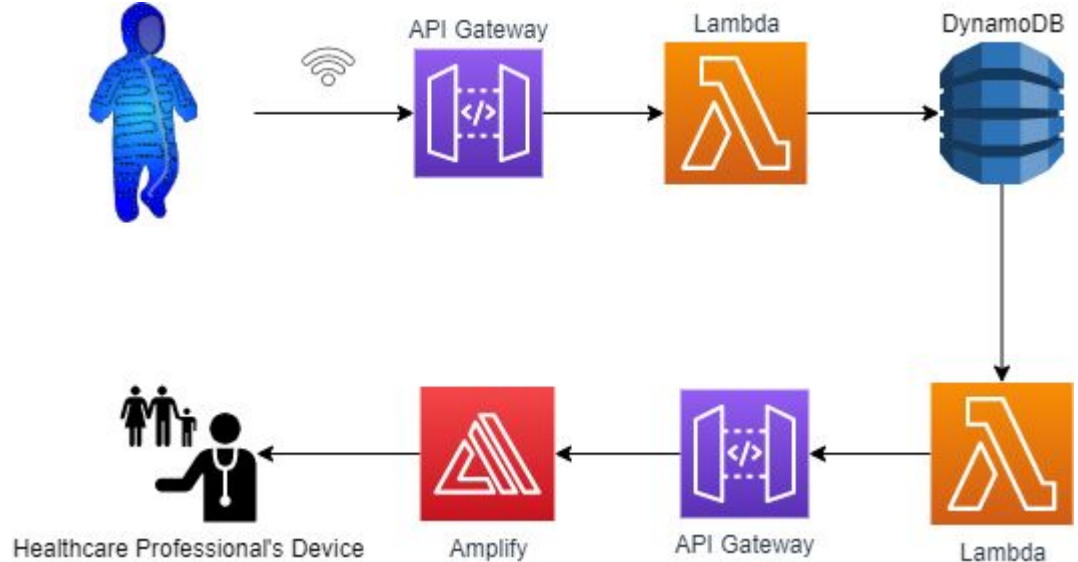 API Gateway
Lambda
DynamoDB
</>
</>
Healthcare Professional's Device
Amplify
API Gateway
Lambda